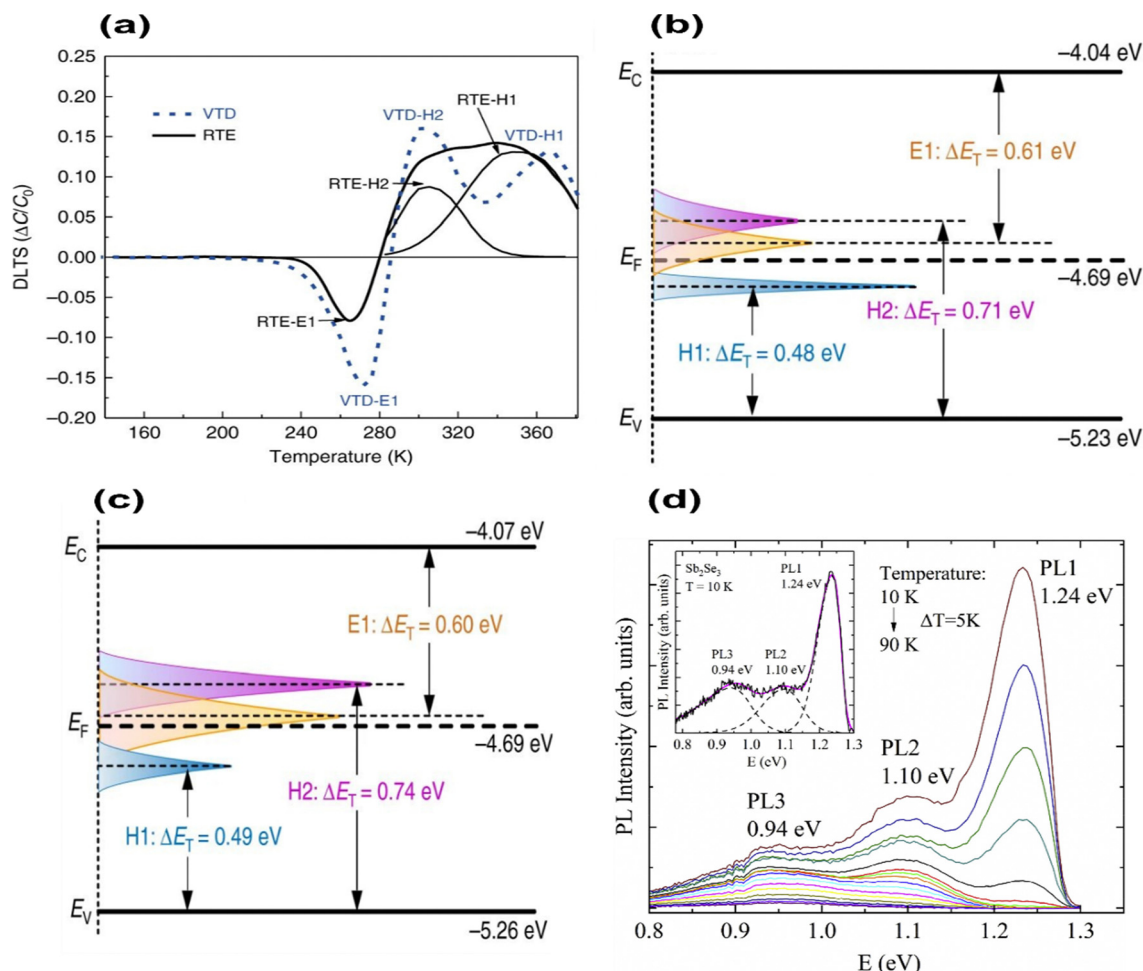 (a)
0.25
0.20
0.15
0.10
0.05
0.00
−0.05
−0.10
−0.15
−0.20
DLTS (ΔC/C0)
VTD
RTE
VTD-H2
RTE-H1
VTD-H1
RTE-H2
RTE-E1
VTD-E1
160 200 240 280 320 360
Temperature (K)
(b)
EC
−4.04 eV
E1: ΔET = 0.61 eV
EF
−4.69 eV
H2: ΔET = 0.71 eV
H1: ΔET = 0.48 eV
EV
−5.23 eV
(c)
−4.07 eV
EC
E1: ΔET = 0.60 eV
EF
−4.69 eV
H2: ΔET = 0.74 eV
H1: ΔET = 0.49 eV
EV
−5.26 eV
(d)
PL Intensity (arb. units)
Sb2Se3
T = 10 K
PL1
1.24 eV
PL3
0.94 eV
PL2
1.10 eV
PL Intensity (arb. units)
0.8 0.9 1.0 1.1 1.2 1.3
E (eV)
Temperature:
10 K
ΔT=5K
90 K
PL1
1.24 eV
PL2
1.10 eV
PL3
0.94 eV
0.8 0.9 1.0 1.1 1.2 1.3
E (eV)